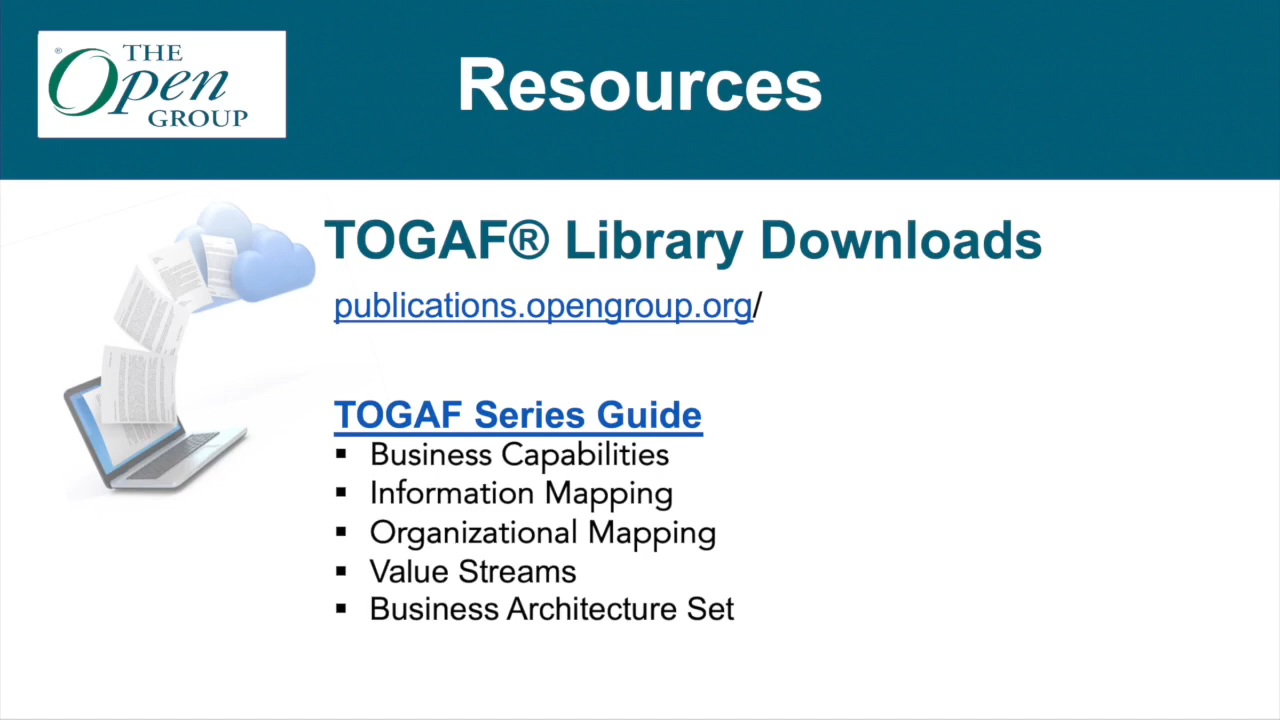 ® THE
Open
GROUP
Resources
TOGAF® Library Downloads
publications.opengroup.org/
TOGAF Series Guide
▪ Business Capabilities
▪ Information Mapping
▪ Organizational Mapping
▪ Value Streams
▪ Business Architecture Set